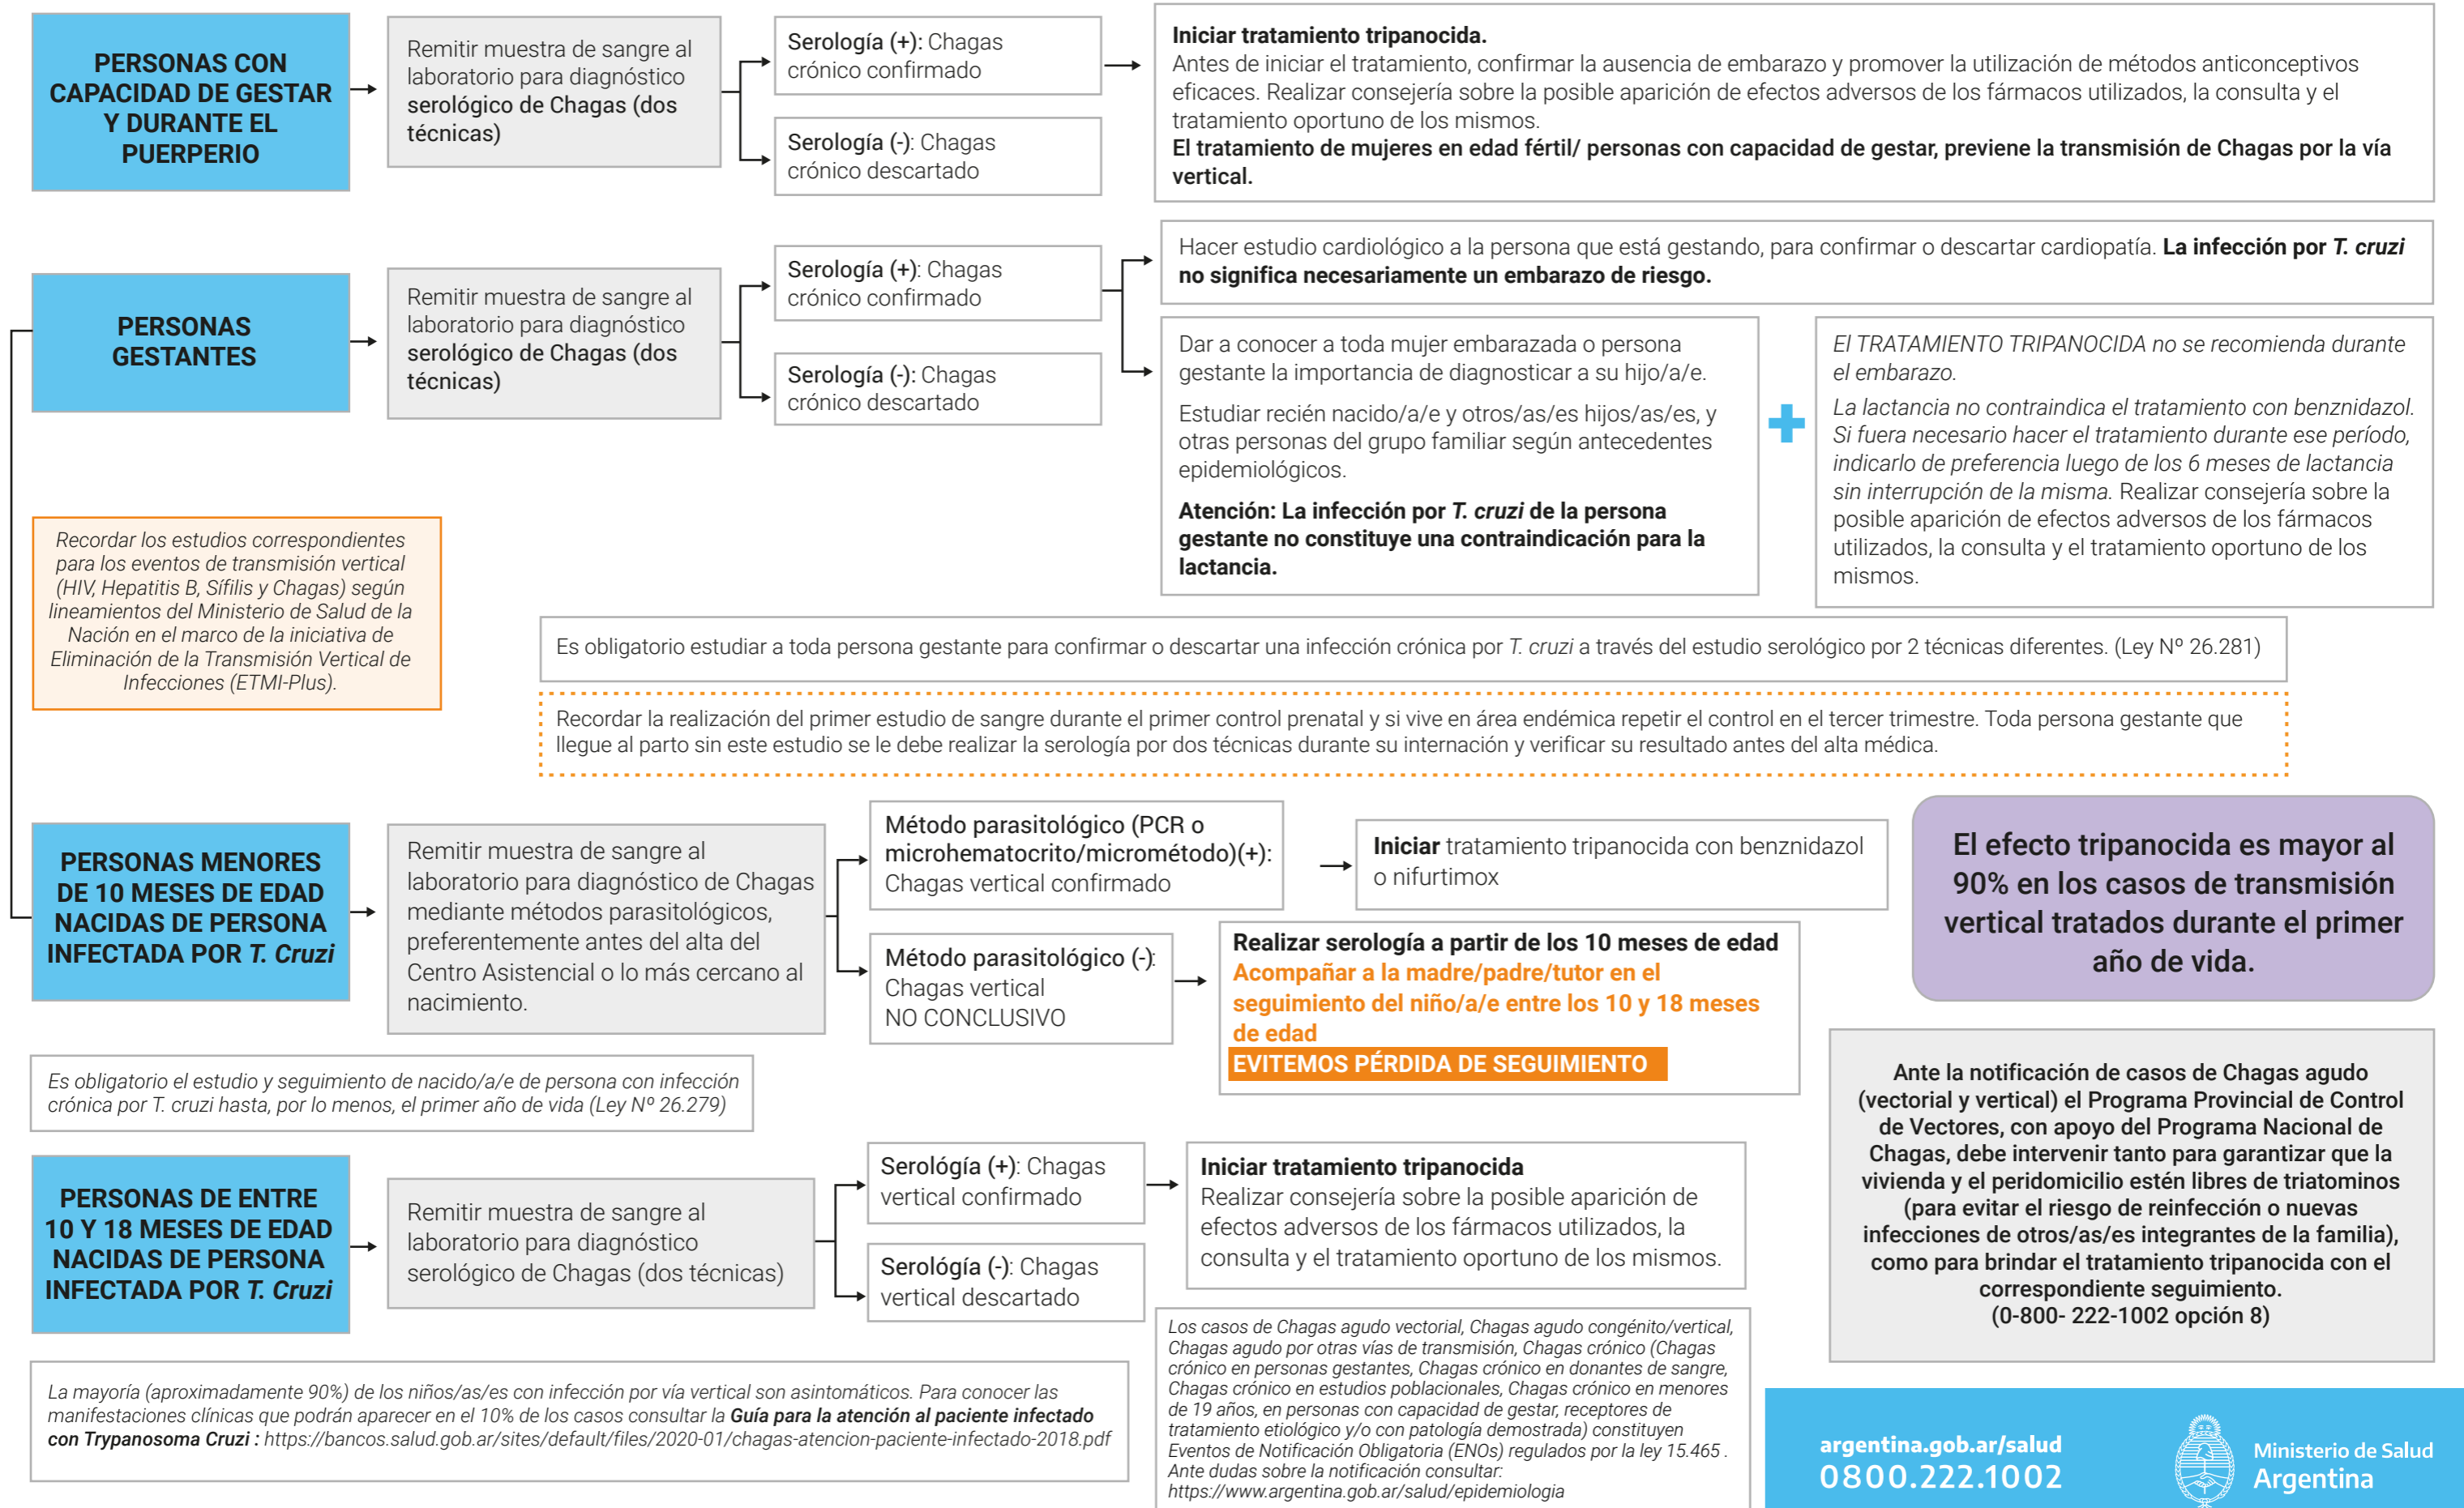 PERSONAS CON
CAPACIDAD DE GESTAR
Y DURANTE EL
PUERPERIO
Remitir muestra de sangre al
laboratorio para diagnóstico
serológico de Chagas (dos
técnicas)
Serología (+): Chagas
crónico confirmado
Serología (-): Chagas
crónico descartado
Iniciar tratamiento tripanocida.
Antes de iniciar el tratamiento, confirmar la ausencia de embarazo y promover la utilización de métodos anticonceptivos
eficaces. Realizar consejería sobre la posible aparición de efectos adversos de los fármacos utilizados, la consulta y el
tratamiento oportuno de los mismos.
El tratamiento de mujeres en edad fértil/ personas con capacidad de gestar, previene la transmisión de Chagas por la vía
vertical.
PERSONAS
GESTANTES
Remitir muestra de sangre al
laboratorio para diagnóstico
serológico de Chagas (dos
técnicas)
Serología (+): Chagas
crónico confirmado
Serología (-): Chagas
crónico descartado
Hacer estudio cardiológico a la persona que está gestando, para confirmar o descartar cardiopatía. La infección por T. cruzi
no significa necesariamente un embarazo de riesgo.
Dar a conocer a toda mujer embarazada o persona
gestante la importancia de diagnosticar a su hijo/a/e.
Estudiar recién nacido/a/e y otros/as/es hijos/as/es, y
otras personas del grupo familiar según antecedentes
epidemiológicos.
Atención: La infección por T. cruzi de la persona
gestante no constituye una contraindicación para la
lactancia.
El TRATAMIENTO TRIPANOCIDA no se recomienda durante
el embarazo.
La lactancia no contraindica el tratamiento con benznidazol.
Si fuera necesario hacer el tratamiento durante ese período,
indicarlo de preferencia luego de los 6 meses de lactancia
sin interrupción de la misma. Realizar consejería sobre la
posible aparición de efectos adversos de los fármacos
utilizados, la consulta y el tratamiento oportuno de los
mismos.
Recordar los estudios correspondientes
para los eventos de transmisión vertical
(HIV, Hepatitis B, Sífilis y Chagas) según
lineamientos del Ministerio de Salud de la
Nación en el marco de la iniciativa de
Eliminación de la Transmisión Vertical de
Infecciones (ETMI-Plus).
Es obligatorio estudiar a toda persona gestante para confirmar o descartar una infección crónica por T. cruzi a través del estudio serológico por 2 técnicas diferentes. (Ley Nº 26.281)
Recordar la realización del primer estudio de sangre durante el primer control prenatal y si vive en área endémica repetir el control en el tercer trimestre. Toda persona gestante que
llegue al parto sin este estudio se le debe realizar la serología por dos técnicas durante su internación y verificar su resultado antes del alta médica.
PERSONAS MENORES
DE 10 MESES DE EDAD
NACIDAS DE PERSONA
INFECTADA POR T. Cruzi
Remitir muestra de sangre al
laboratorio para diagnóstico de Chagas
mediante métodos parasitológicos,
preferentemente antes del alta del
Centro Asistencial o lo más cercano al
nacimiento.
Método parasitológico (PCR o
microhematocrito/micrométodo)(+):
Chagas vertical confirmado
Método parasitológico (-):
Chagas vertical
NO CONCLUSIVO
Iniciar tratamiento tripanocida con benznidazol
o nifurtimox
Realizar serología a partir de los 10 meses de edad
Acompañar a la madre/padre/tutor en el
seguimiento del niño/a/e entre los 10 y 18 meses
de edad
EVITEMOS PÉRDIDA DE SEGUIMIENTO
El efecto tripanocida es mayor al
90% en los casos de transmisión
vertical tratados durante el primer
año de vida.
Es obligatorio el estudio y seguimiento de nacido/a/e de persona con infección
crónica por T. cruzi hasta, por lo menos, el primer año de vida (Ley Nº 26.279)
PERSONAS DE ENTRE
10 Y 18 MESES DE EDAD
NACIDAS DE PERSONA
INFECTADA POR T. Cruzi
Remitir muestra de sangre al
laboratorio para diagnóstico
serológico de Chagas (dos técnicas)
Serológía (+): Chagas
vertical confirmado
Serológía (-): Chagas
vertical descartado
Iniciar tratamiento tripanocida
Realizar consejería sobre la posible aparición de
efectos adversos de los fármacos utilizados, la
consulta y el tratamiento oportuno de los mismos.
Ante la notificación de casos de Chagas agudo
(vectorial y vertical) el Programa Provincial de Control
de Vectores, con apoyo del Programa Nacional de
Chagas, debe intervenir tanto para garantizar que la
vivienda y el peridomicilio estén libres de triatominos
(para evitar el riesgo de reinfección o nuevas
infecciones de otros/as/es integrantes de la familia),
como para brindar el tratamiento tripanocida con el
correspondiente seguimiento.
(0-800- 222-1002 opción 8)
La mayoría (aproximadamente 90%) de los niños/as/es con infección por vía vertical son asintomáticos. Para conocer las
manifestaciones clínicas que podrán aparecer en el 10% de los casos consultar la Guía para la atención al paciente infectado
con Trypanosoma Cruzi : https://bancos.salud.gob.ar/sites/default/files/2020-01/chagas-atencion-paciente-infectado-2018.pdf
Los casos de Chagas agudo vectorial, Chagas agudo congénito/vertical,
Chagas agudo por otras vías de transmisión, Chagas crónico (Chagas
crónico en personas gestantes, Chagas crónico en donantes de sangre,
Chagas crónico en estudios poblacionales, Chagas crónico en menores
de 19 años, en personas con capacidad de gestar, receptores de
tratamiento etiológico y/o con patología demostrada) constituyen
Eventos de Notificación Obligatoria (ENOs) regulados por la ley 15.465 .
Ante dudas sobre la notificación consultar:
https://www.argentina.gob.ar/salud/epidemiologia
argentina.gob.ar/salud
0800.222.1002
Ministerio de Salud
Argentina